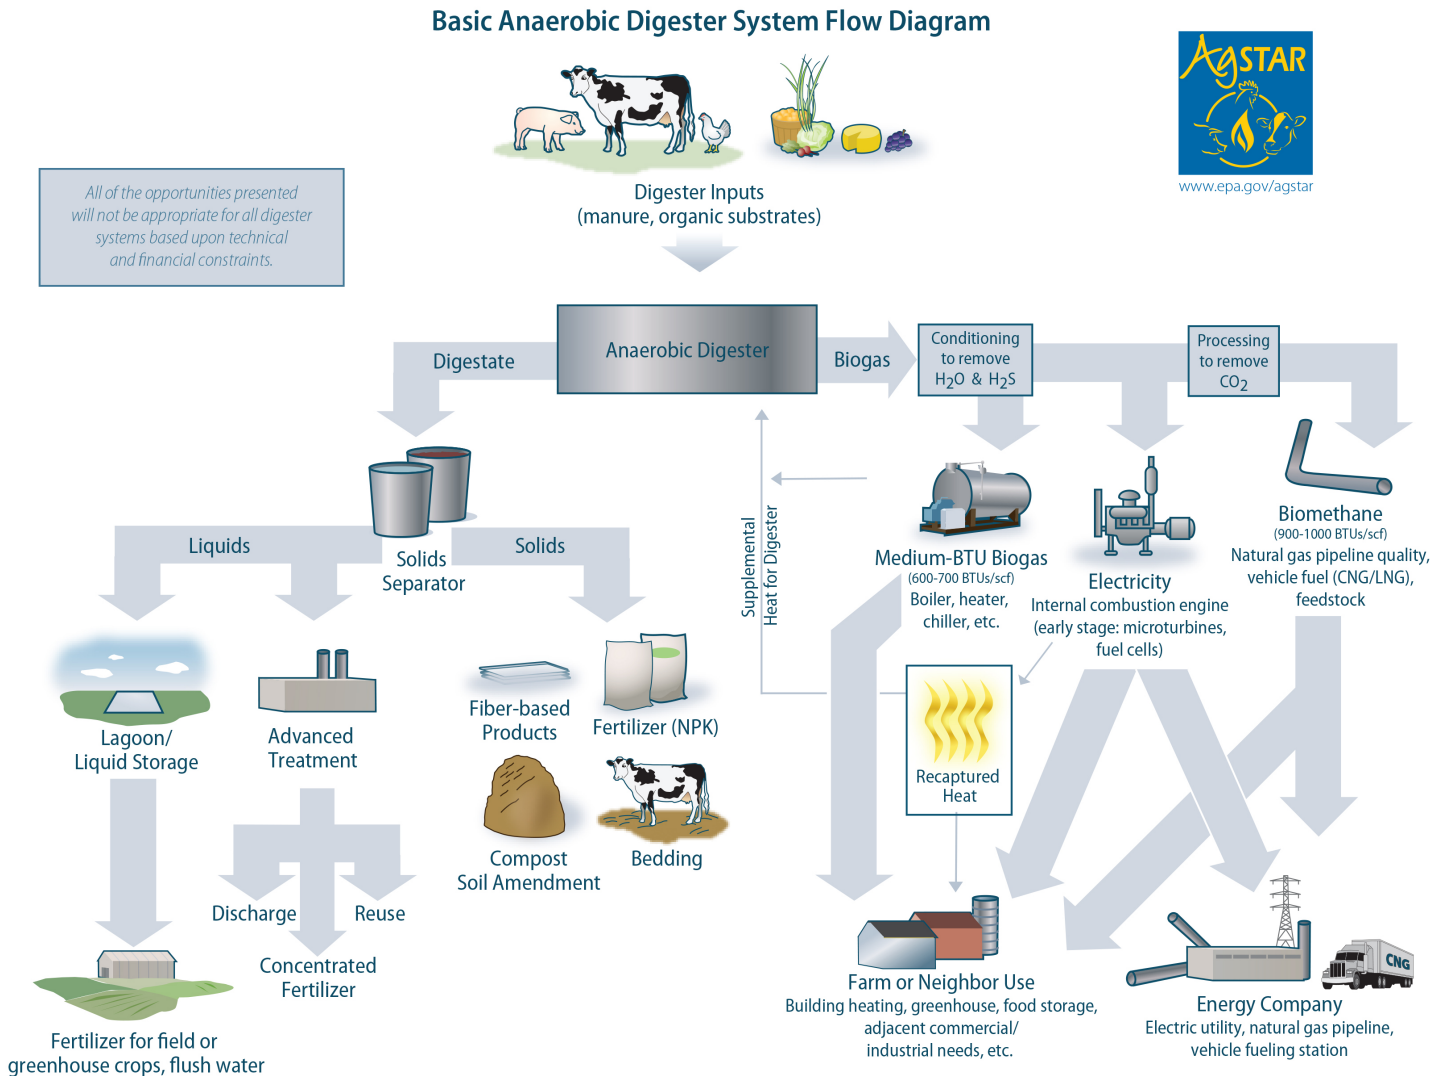 Basic Anaerobic Digester System Flow Diagram
AgSTAR
www.epa.gov/agstar
All of the opportunities presented
will not be appropriate for all digester
systems based upon technical
and financial constraints.
Digester Inputs
(manure, organic substrates)
Anaerobic Digester
Digestate
Biogas
Conditioning
to remove
H2O & H2S
Processing
to remove
CO2
Solids
Separator
Liquids
Solids
Supplemental
Heat for Digester
Medium-BTU Biogas
(600-700 BTUs/scf)
Boiler, heater,
chiller, etc.
Electricity
Internal combustion engine
(early stage: microturbines,
fuel cells)
Biomethane
(900-1000 BTUs/scf)
Natural gas pipeline quality,
vehicle fuel (CNG/LNG),
feedstock
Lagoon/
Liquid Storage
Advanced
Treatment
Fiber-based
Products
Fertilizer (NPK)
Compost
Soil Amendment
Bedding
Recaptured
Heat
Discharge
Reuse
Concentrated
Fertilizer
Fertilizer for field or
greenhouse crops, flush water
Farm or Neighbor Use
Building heating, greenhouse, food storage,
adjacent commercial/
industrial needs, etc.
CNG
Energy Company
Electric utility, natural gas pipeline,
vehicle fueling station